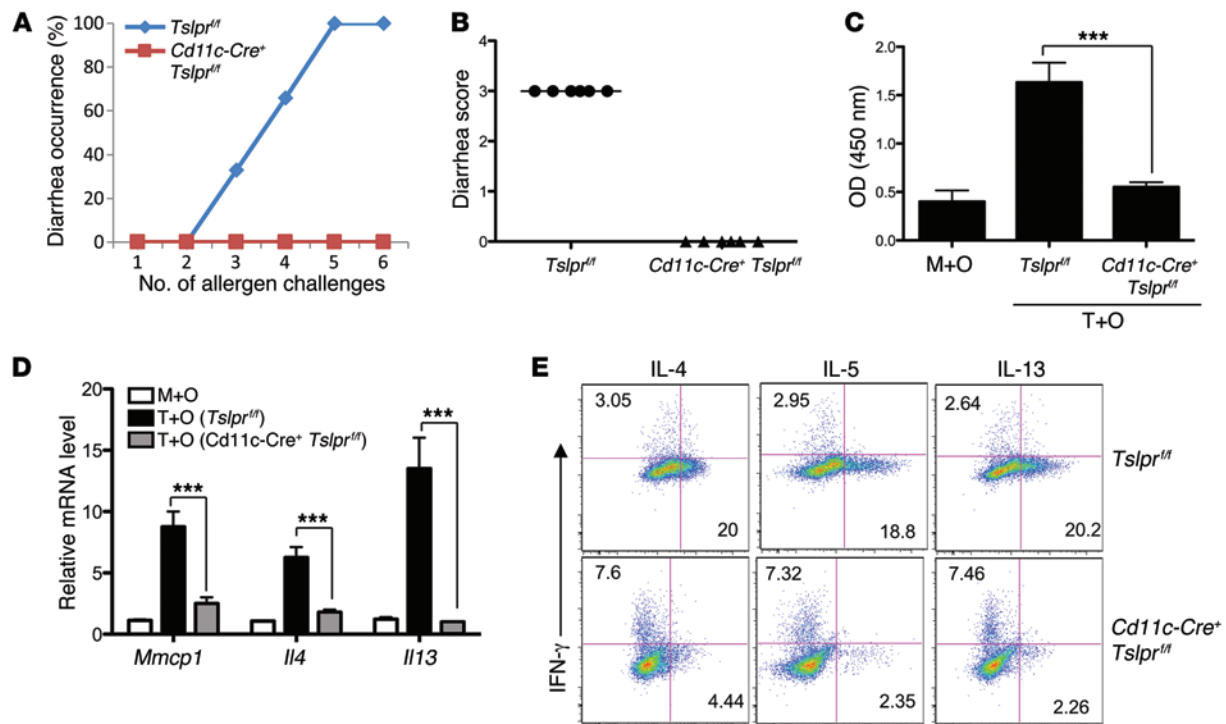 A
Diarrhea occurrence (%)
100
80
60
40
20
0
1 2 3 4 5 6
No. of allergen challenges
Tslpr^f/f
Cd11c-Cre+
Tslpr^f/f
B
Diarrhea score
4
3
2
1
0
Tslpr^f/f Cd11c-Cre+ Tslpr^f/f
C
OD (450 nm)
2.0
1.5
1.0
0.5
0.0
***
M+O Tslpr^f/f Cd11c-Cre+
Tslpr^f/f
T+O
D
Relative mRNA level
20
15
10
5
0
M+O
T+O (Tslpr^f/f)
T+O (Cd11c-Cre+ Tslpr^f/f)
*** *** ***
Mmcp1 Il4 Il13
E
IL-4 IL-5 IL-13
3.05 2.95 2.64
20 18.8 20.2
Tslpr^f/f
7.6 7.32 7.46
4.44 2.35 2.26
Cd11c-Cre+
Tslpr^f/f
IFN-γ